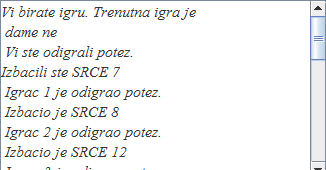 Vi birate igru. Trenutna igra je
dame ne
Vi ste odigrali potez.
Izbacili ste SRCE 7
Igrac 1 je odigrao potez.
Izbacio je SRCE 8
Igrac 2 je odigrao potez.
Izbacio je SRCE 12